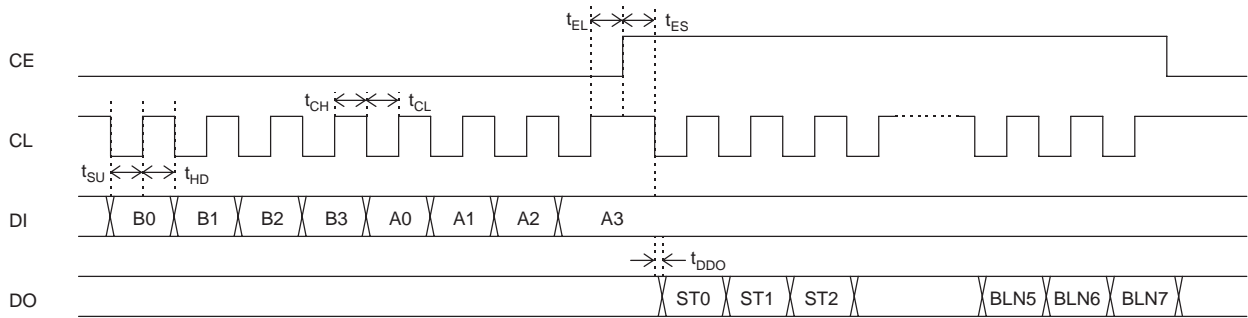 tEL tES
CE
tCH tCL
CL
tSU tHD
DI B0 B1 B2 B3 A0 A1 A2 A3
tDDO
DO ST0 ST1 ST2 BLN5 BLN6 BLN7